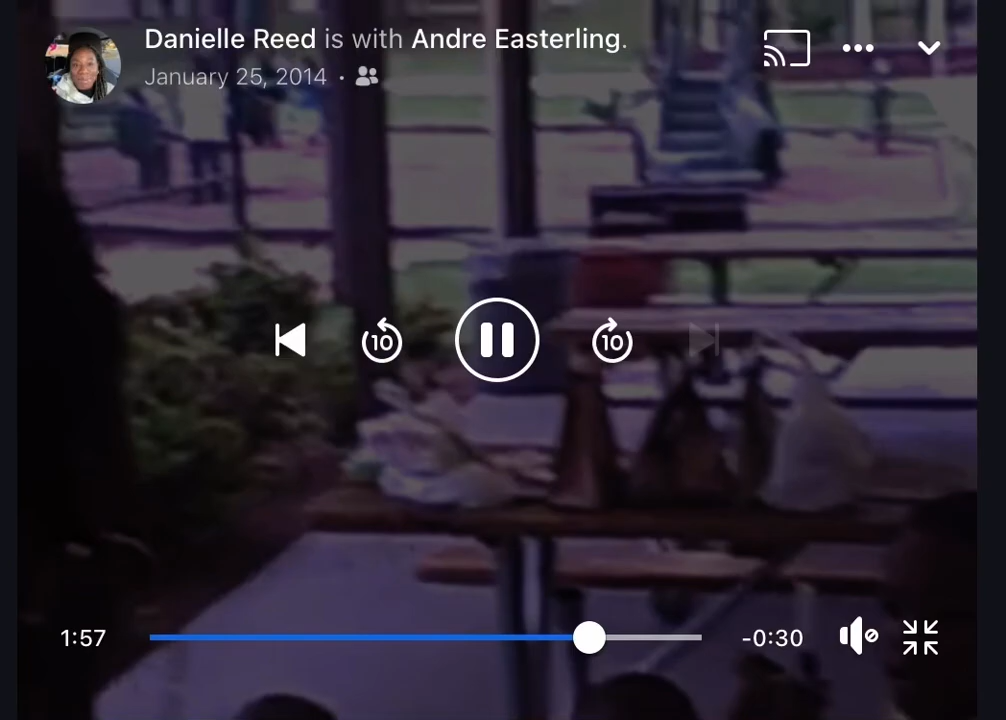 Danielle Reed is with Andre Easterling.
January 25, 2014 ·
10 10
1:57 -0:30